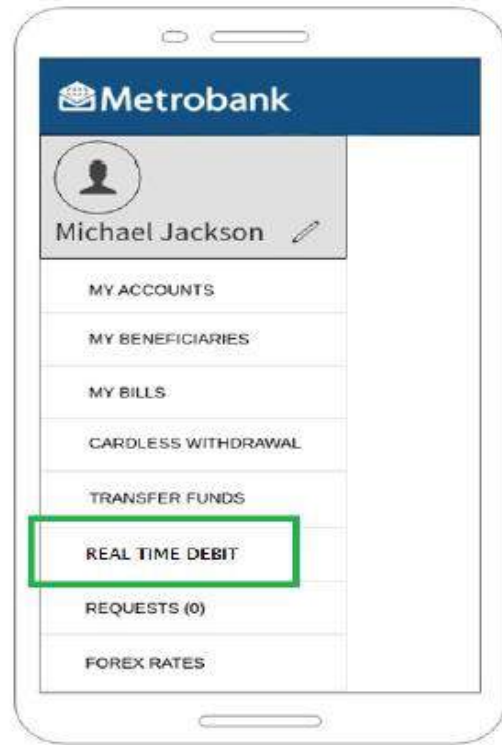 Metrobank
Michael Jackson
MY ACCOUNTS
MY BENEFICIARIES
MY BILLS
CARDLESS WITHDRAWAL
TRANSFER FUNDS
REAL TIME DEBIT
REQUESTS (0)
FOREX RATES